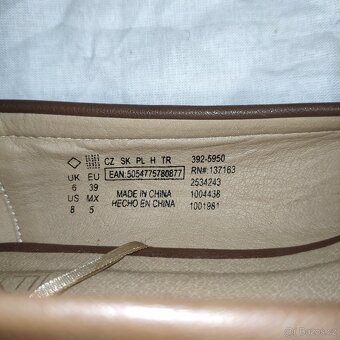 CZ SK PL H TR 392-5950
UK EU EAN:5054775780877 RN#:137163
6 39 2534243
US MX MADE IN CHINA 1004438
8 5 HECHO EN CHINA 1001981